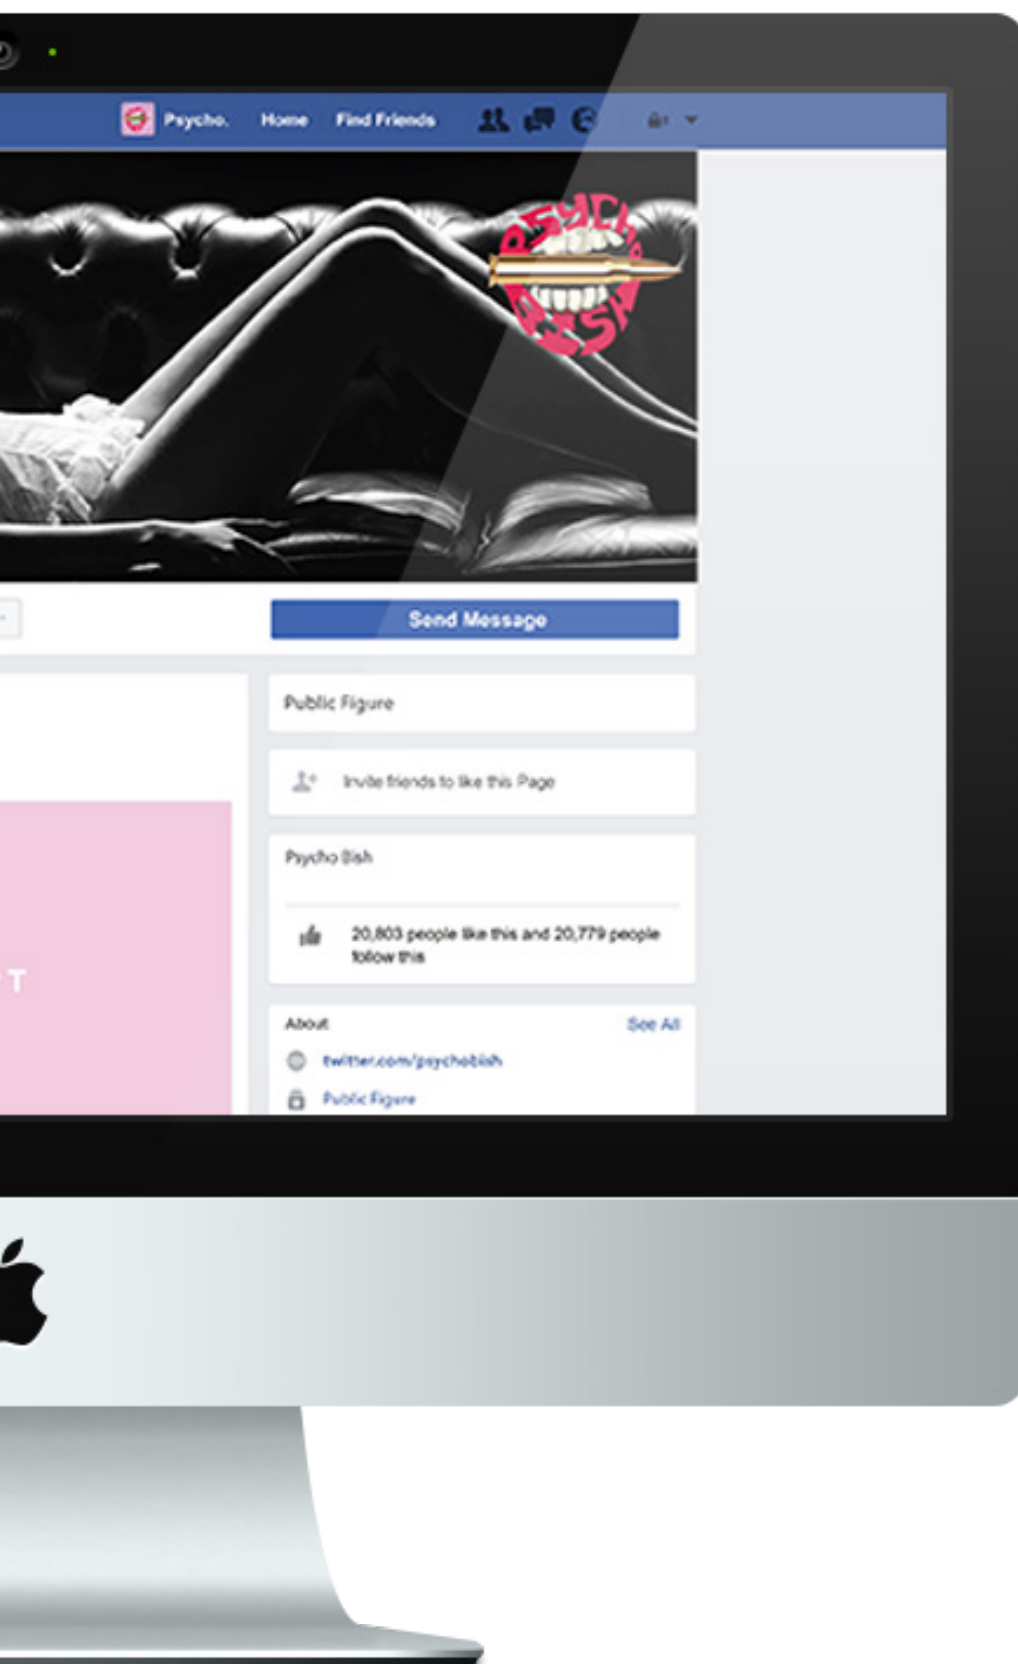 Psycho. Home Find Friends
PSYCHO
BISH
Send Message
Public Figure
Invite friends to like this Page
Psycho Bish
20,803 people like this and 20,779 people
follow this
T
About See All
twitter.com/psychobish
Public Figure